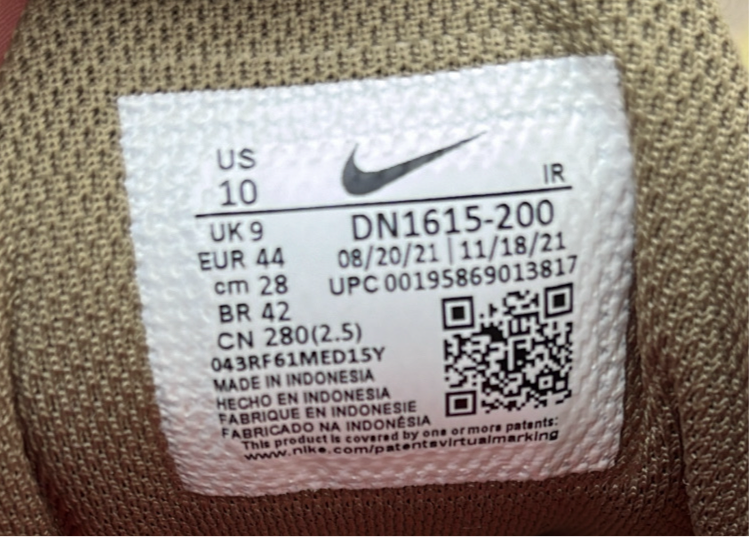 US
10
IR
UK 9
DN1615-200
EUR 44
08/20/21 | 11/18/21
cm 28
UPC 00195869013817
BR 42
CN 280(2.5)
043RF61MED15Y
MADE IN INDONESIA
HECHO EN INDONESIA
FABRIQUE EN INDONESIE
FABRICADO NA INDONÉSIA
This product is covered by one or more patents:
www.nike.com/patentsvirtualmarking